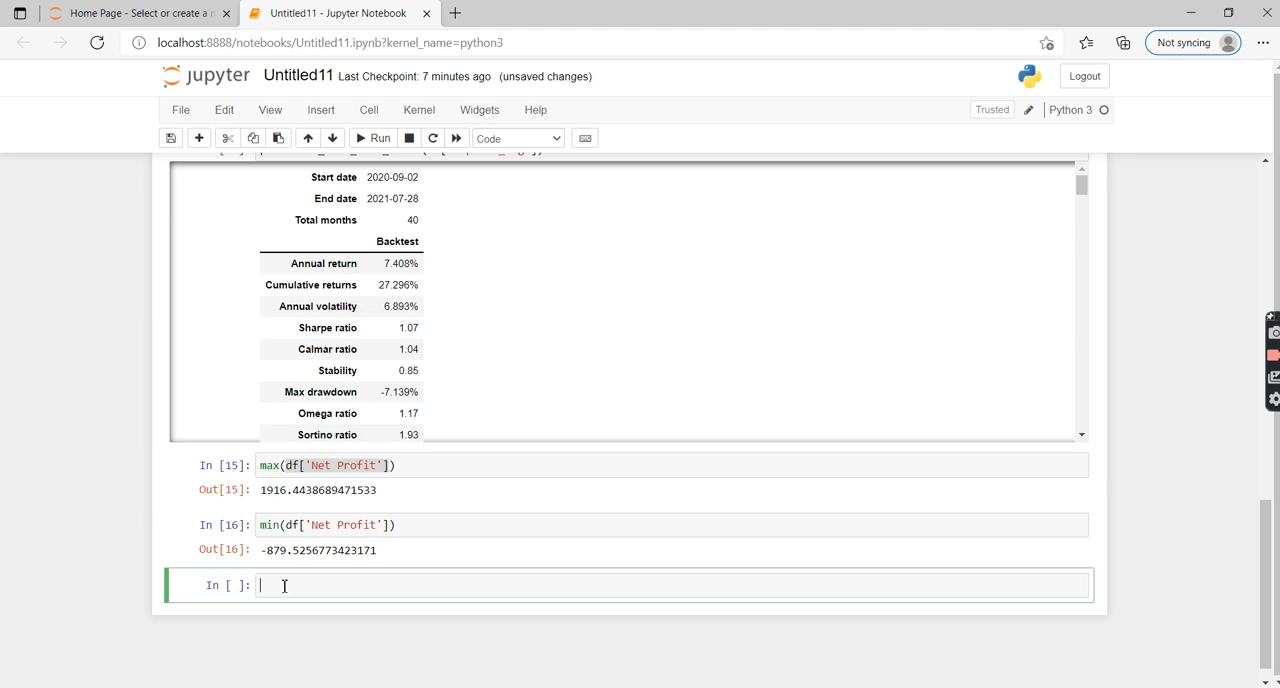 Home Page - Select or create a n
Untitled11 - Jupyter Notebook
localhost:8888/notebooks/Untitled11.ipynb?kernel_name=python3
Not syncing
jupyter Untitled11 Last Checkpoint: 7 minutes ago (unsaved changes)
Logout
File Edit View Insert Cell Kernel Widgets Help
Trusted Python 3
Run Code
Start date 2020-09-02
End date 2021-07-28
Total months 40
Backtest
Annual return 7.408%
Cumulative returns 27.296%
Annual volatility 6.893%
Sharpe ratio 1.07
Calmar ratio 1.04
Stability 0.85
Max drawdown -7.139%
Omega ratio 1.17
Sortino ratio 1.93
In [15]: max(df['Net Profit'])
Out[15]: 1916.4438689471533
In [16]: min(df['Net Profit'])
Out[16]: -879.5256773423171
In [ ]: